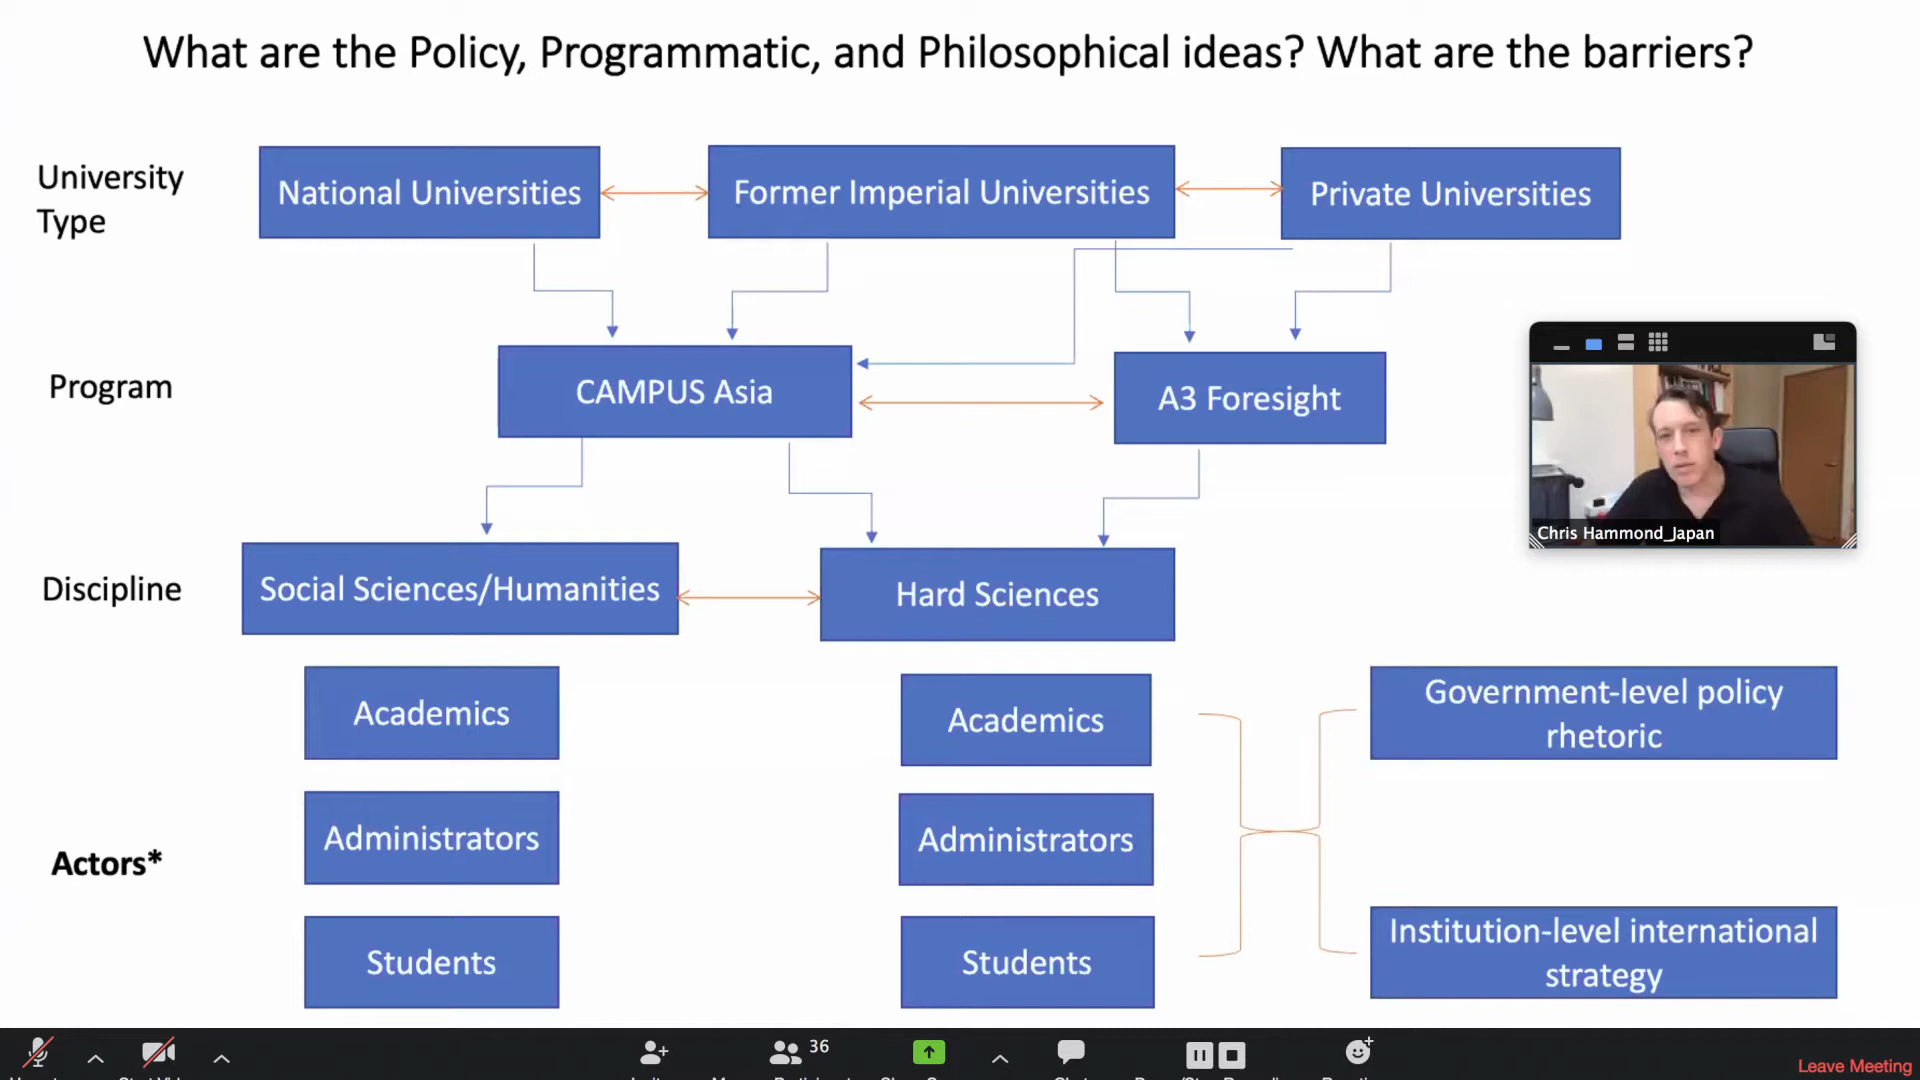 What are the Policy, Programmatic, and Philosophical ideas? What are the barriers?
University
Type
National Universities
Former Imperial Universities
Private Universities
Program
CAMPUS Asia
A3 Foresight
Chris Hammond_Japan
Discipline
Social Sciences/Humanities
Hard Sciences
Academics
Academics
Government-level policy
rhetoric
Actors*
Administrators
Administrators
Students
Students
Institution-level international
strategy
36
Leave Meeting